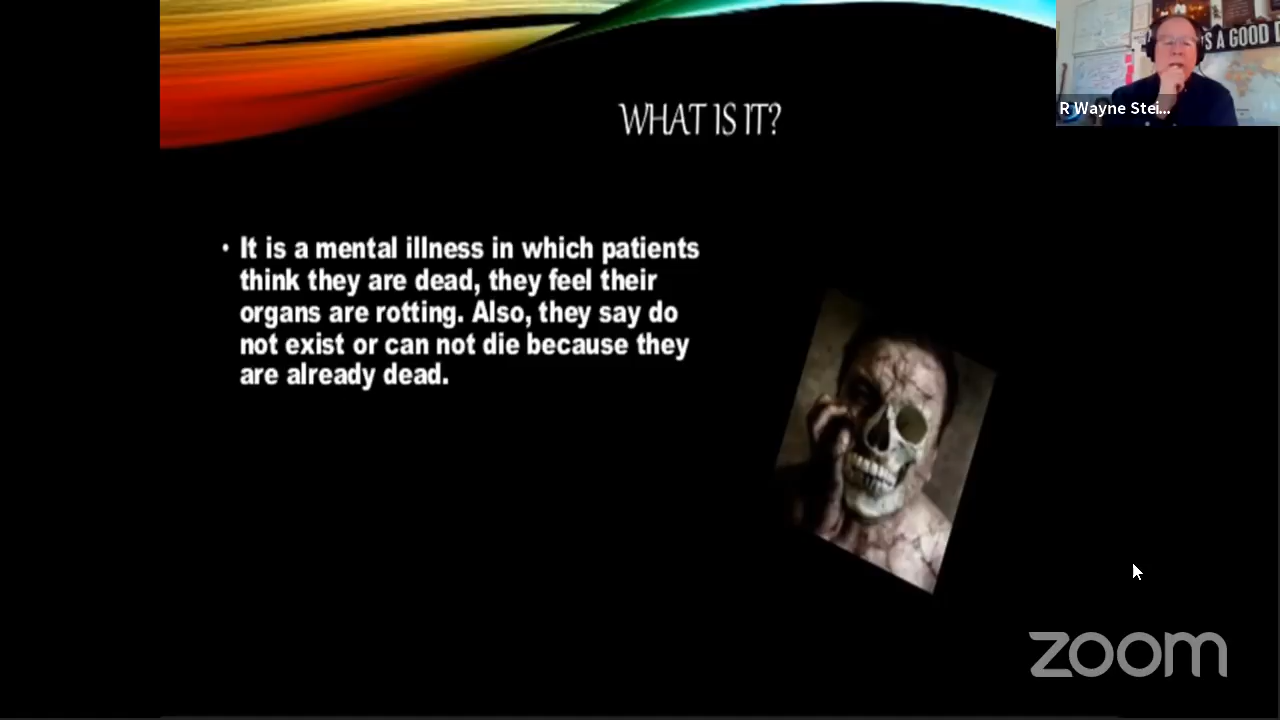 WHAT IS IT?
• It is a mental illness in which patients
think they are dead, they feel their
organs are rotting. Also, they say do
not exist or can not die because they
are already dead.
'S A GOOD
R Wayne Stei...
zoom